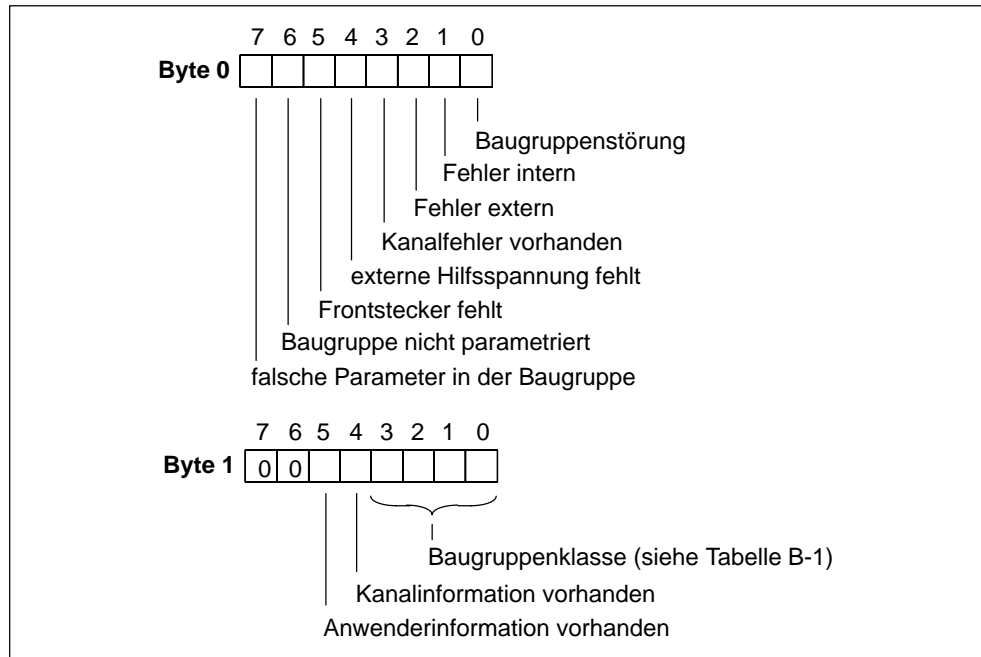 7 6 5 4 3 2 1 0
Byte 0
Baugruppenstörung
Fehler intern
Fehler extern
Kanalfehler vorhanden
externe Hilfsspannung fehlt
Frontstecker fehlt
Baugruppe nicht parametriert
falsche Parameter in der Baugruppe
7 6 5 4 3 2 1 0
Byte 1 0 0
Baugruppenklasse (siehe Tabelle B-1)
Kanalinformation vorhanden
Anwenderinformation vorhanden